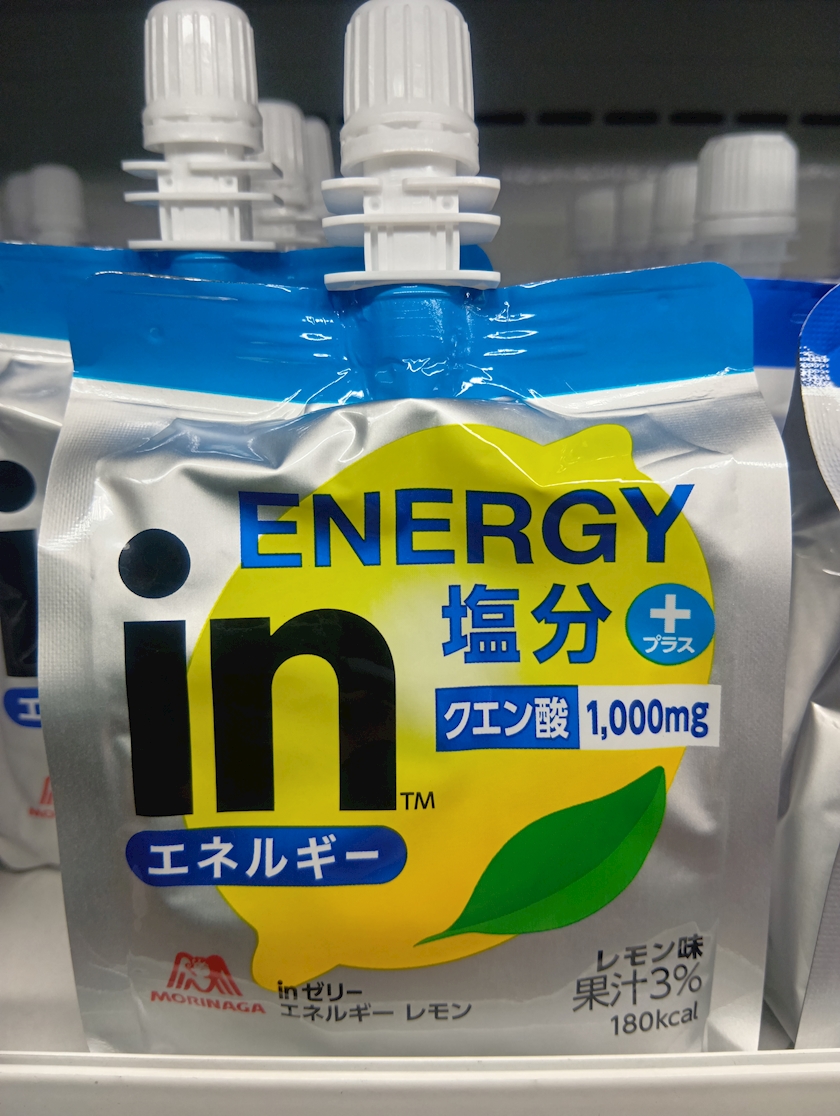 ENERGY
in™
塩分
+
プラス
クエン酸 1,000mg
エネルギー
MORINAGA
inゼリー
エネルギー レモン
レモン味
果汁3%
180kcal